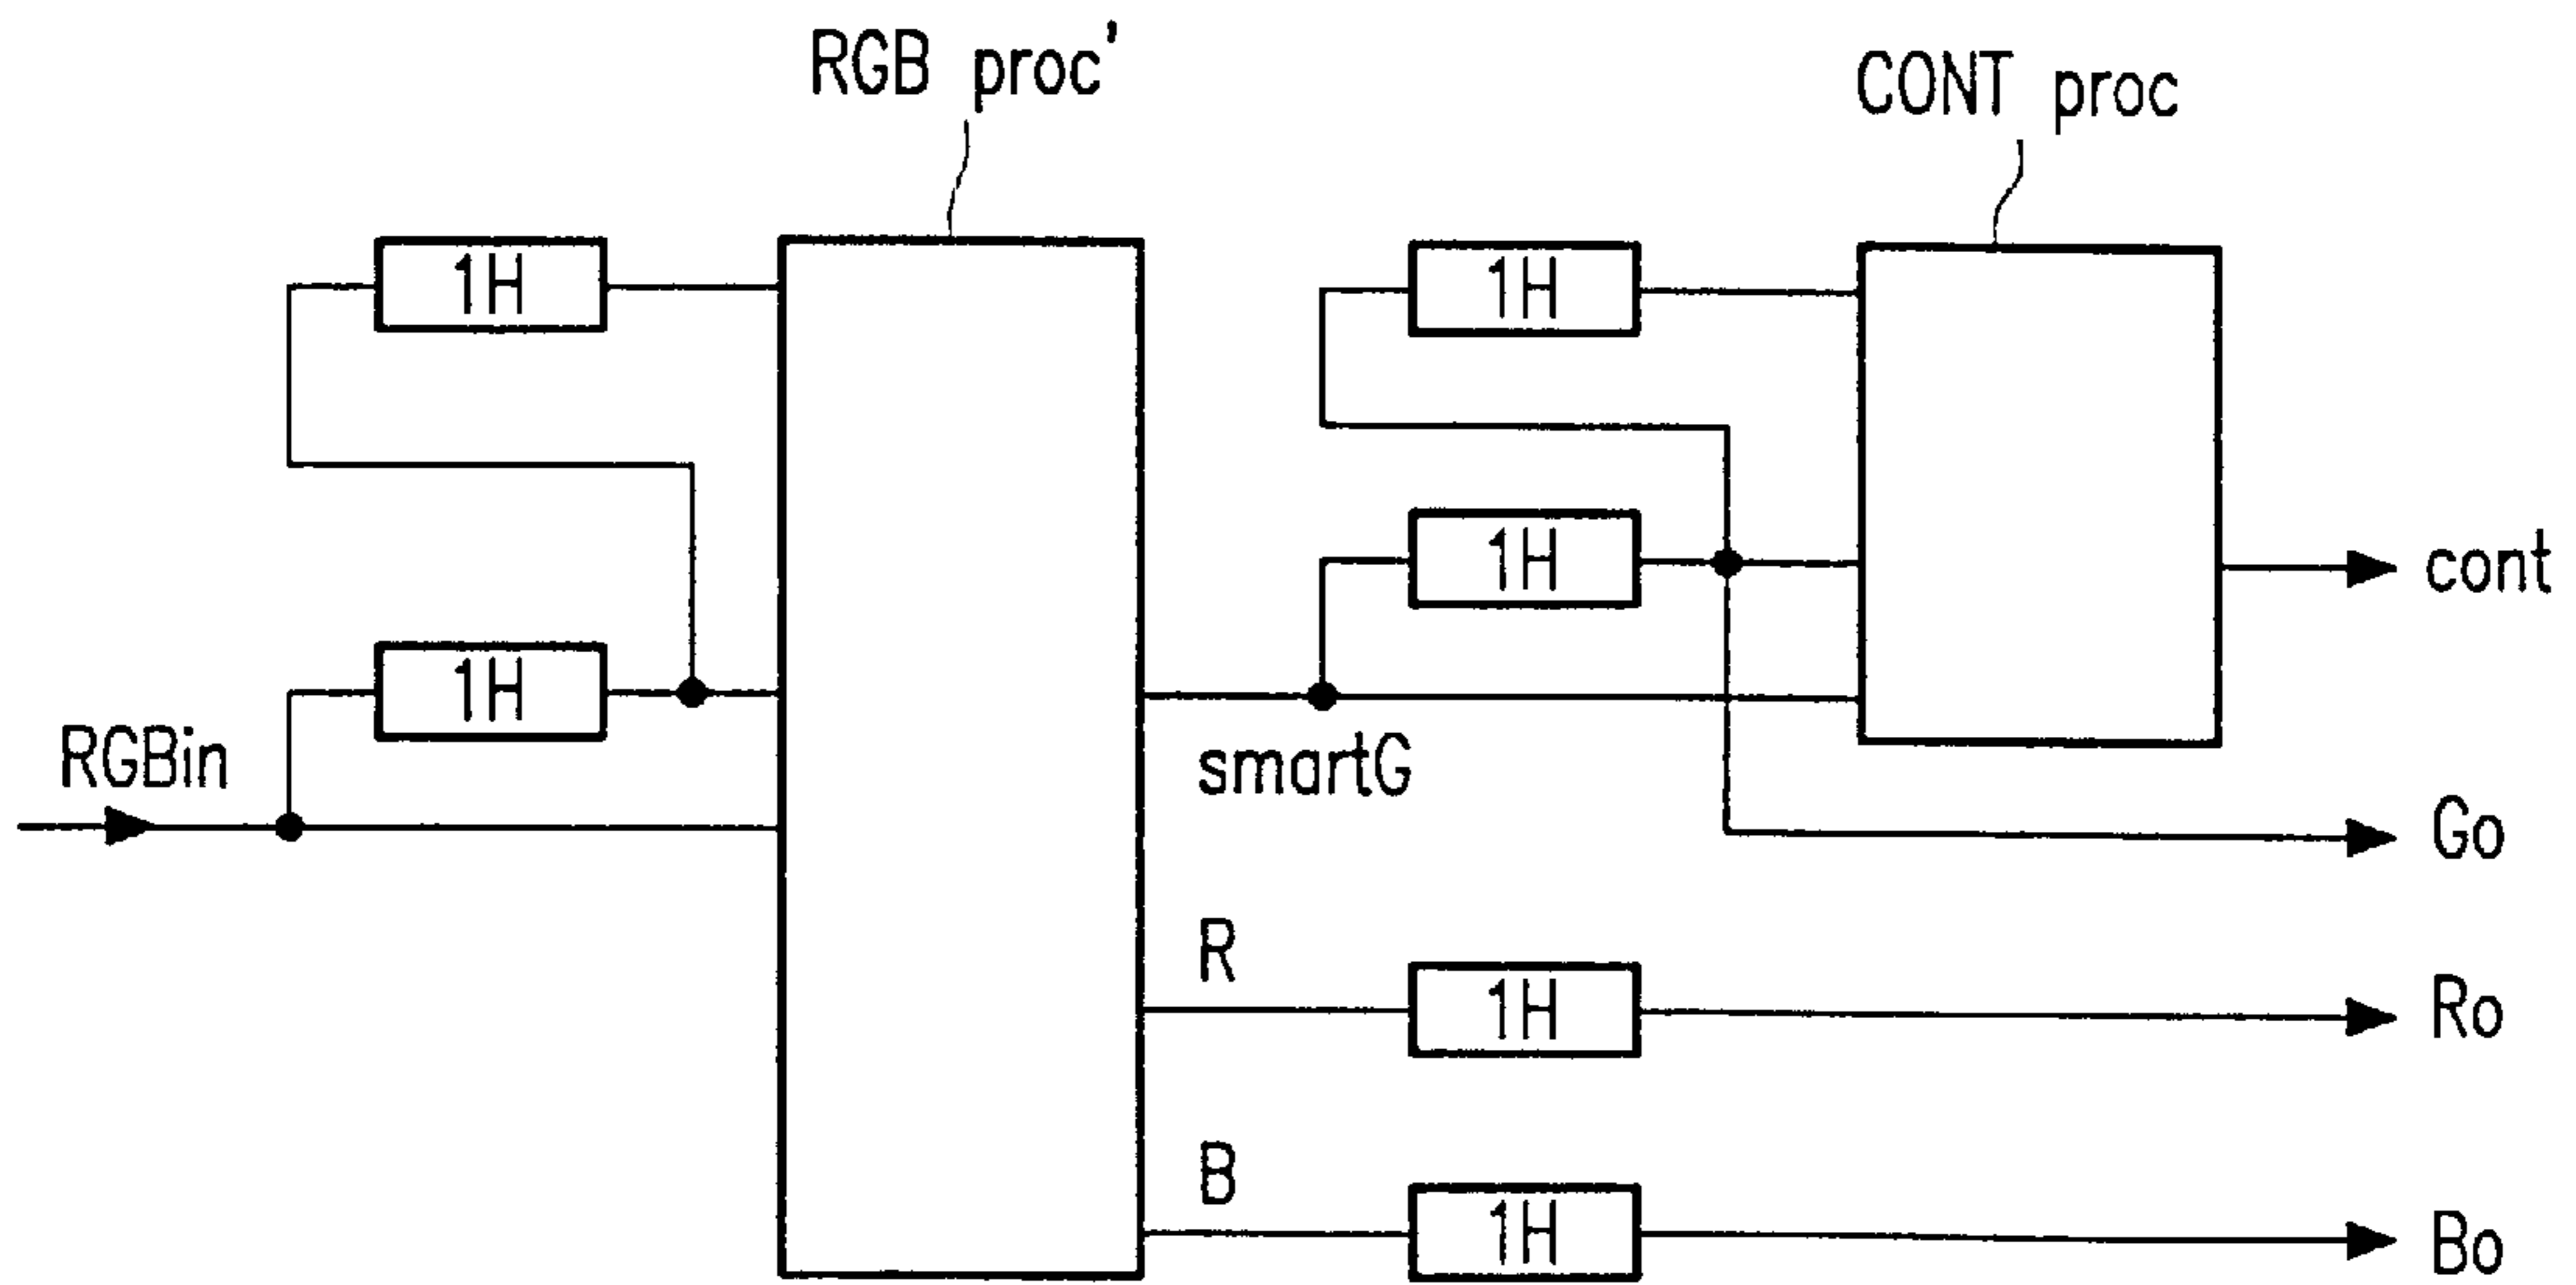 RGB proc'
CONT proc
1H
1H
1H
1H
cont
RGBin
smartG
Go
R
1H
Ro
B
1H
Bo